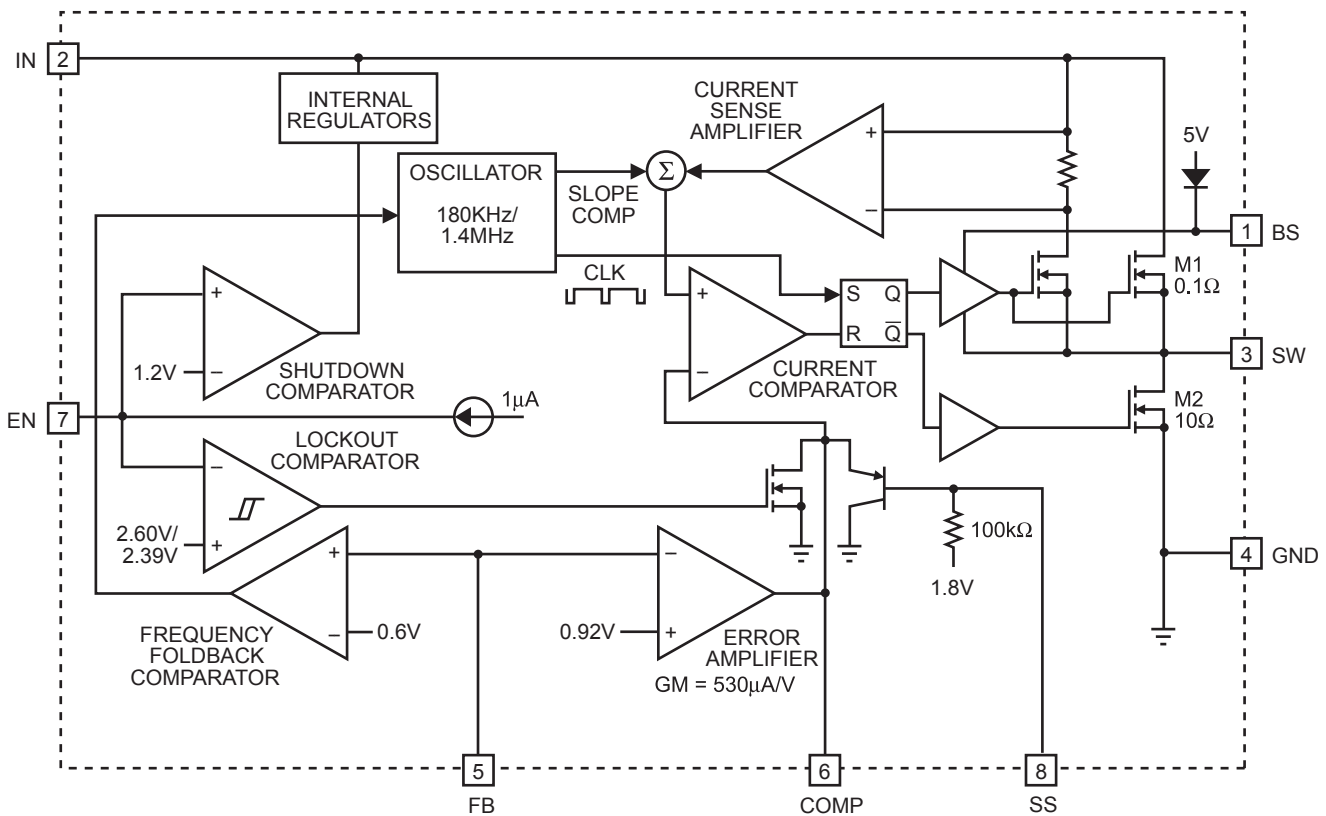 IN
2
INTERNAL
REGULATORS
CURRENT
SENSE
AMPLIFIER
+
−
5V
OSCILLATOR
180KHz/
1.4MHz
SLOPE
COMP
Σ
CLK
1
BS
M1
0.1Ω
+
−
1.2V
SHUTDOWN
COMPARATOR
+
−
CURRENT
COMPARATOR
S
Q
R
Q̅
3
SW
EN
7
1μA
M2
10Ω
LOCKOUT
COMPARATOR
−
+
2.60V/
2.39V
100kΩ
1.8V
4
GND
+
−
0.6V
FREQUENCY
FOLDBACK
COMPARATOR
−
+
0.92V
ERROR
AMPLIFIER
GM = 530μA/V
5
FB
6
COMP
8
SS